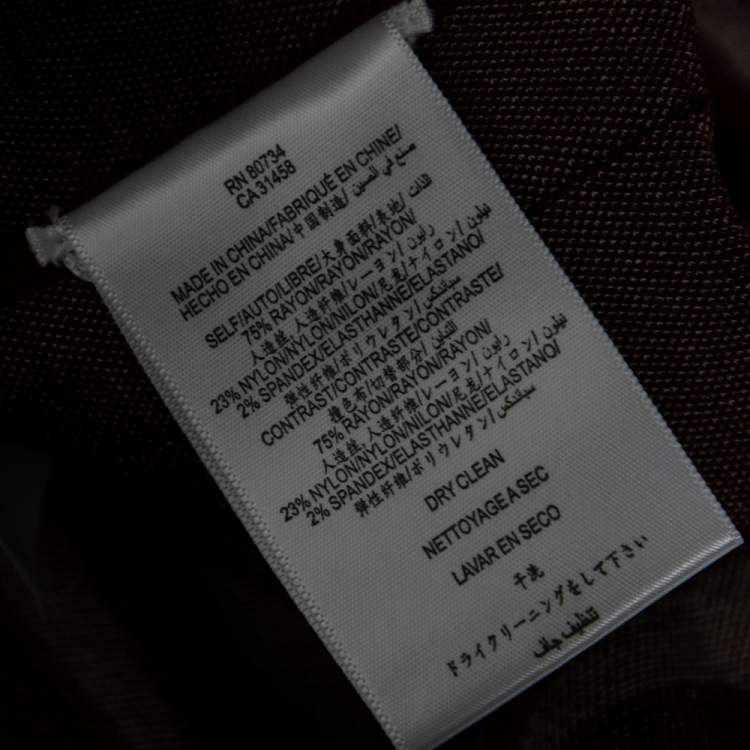 RN 80734
CA 31458
MADE IN CHINA/FABRIQUÉ EN CHINE/
HECHO EN CHINA/中国制造/ صنع في الصين
SELF/AUTO/LIBRE/大身面料/表地/ الذات
75% RAYON/RAYON/RAYON/
人造丝, 人造纤维/レーヨン/ رايون
23% NYLON/NYLON/NILON/尼龙/ナイロン/ نيلون
2% SPANDEX/ELASTHANNE/ELASTANO/
弹性纤维/ポリウレタン/ سباندكس
CONTRAST/CONTRASTE/CONTRASTE/
撞色布/切替部分/ التباين
75% RAYON/RAYON/RAYON/
人造丝, 人造纤维/レーヨン/ رايون
23% NYLON/NYLON/NILON/尼龙/ナイロン/ نيلون
2% SPANDEX/ELASTHANNE/ELASTANO/
弹性纤维/ポリウレタン/ سباندكس
DRY CLEAN
NETTOYAGE A SEC
LAVAR EN SECO
干洗
ドライクリーニングをして下さい
تنظيف جاف